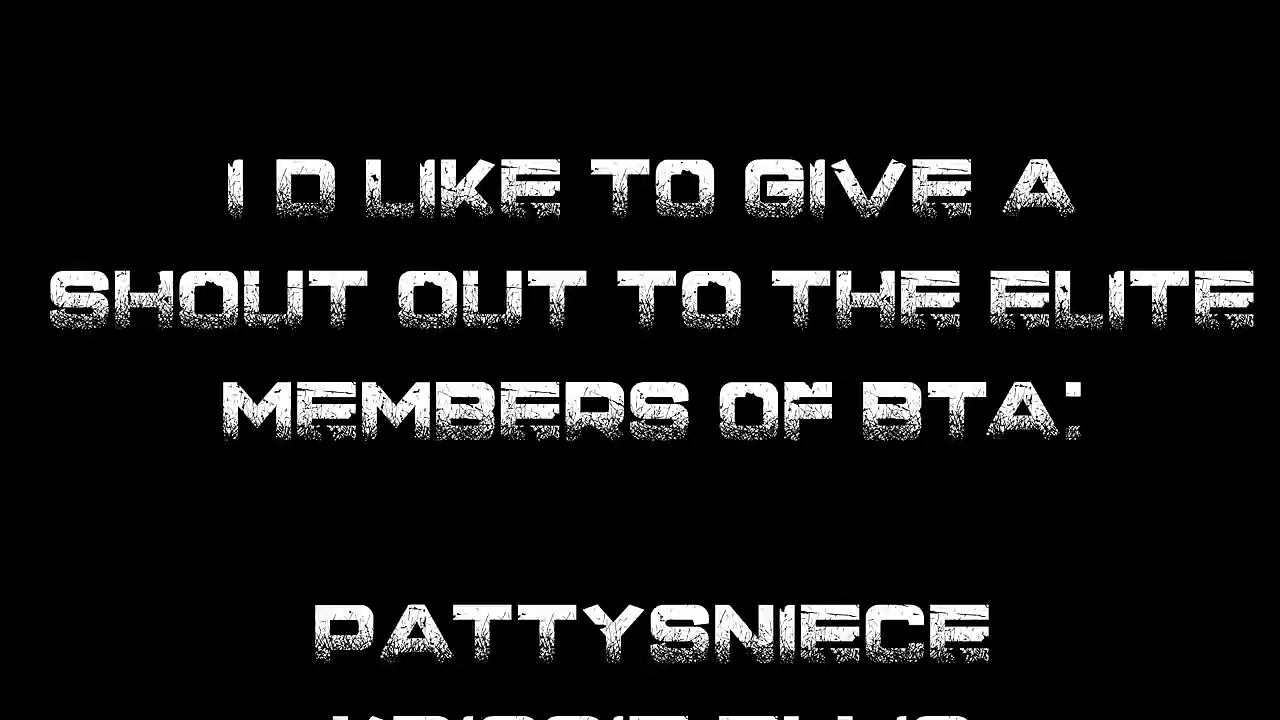 I D LIKE TO GIVE A
SHOUT OUT TO THE ELITE
MEMBERS OF BTA:
PATTYSNIECE